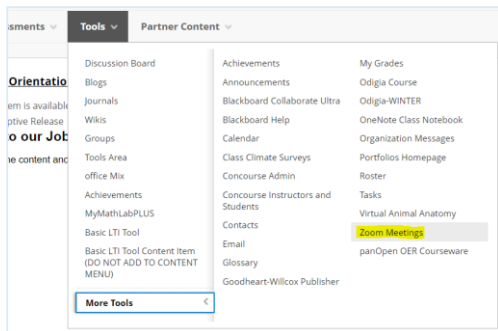 ssments
Tools
Partner Content
Orientatio
em is available
ptive Release
o our Job
ne content and
Discussion Board
Blogs
Journals
Wikis
Groups
Tools Area
office Mix
Achievements
MyMathLabPLUS
Basic LTI Tool
Basic LTI Tool Content Item
(DO NOT ADD TO CONTENT
MENU)
More Tools
Achievements
Announcements
Blackboard Collaborate Ultra
Blackboard Help
Calendar
Class Climate Surveys
Concourse Admin
Concourse Instructors and
Students
Contacts
Email
Glossary
Goodheart-Willcox Publisher
My Grades
Odigia Course
Odigia-WINTER
OneNote Class Notebook
Organization Messages
Portfolios Homepage
Roster
Tasks
Virtual Animal Anatomy
Zoom Meetings
panOpen OER Courseware